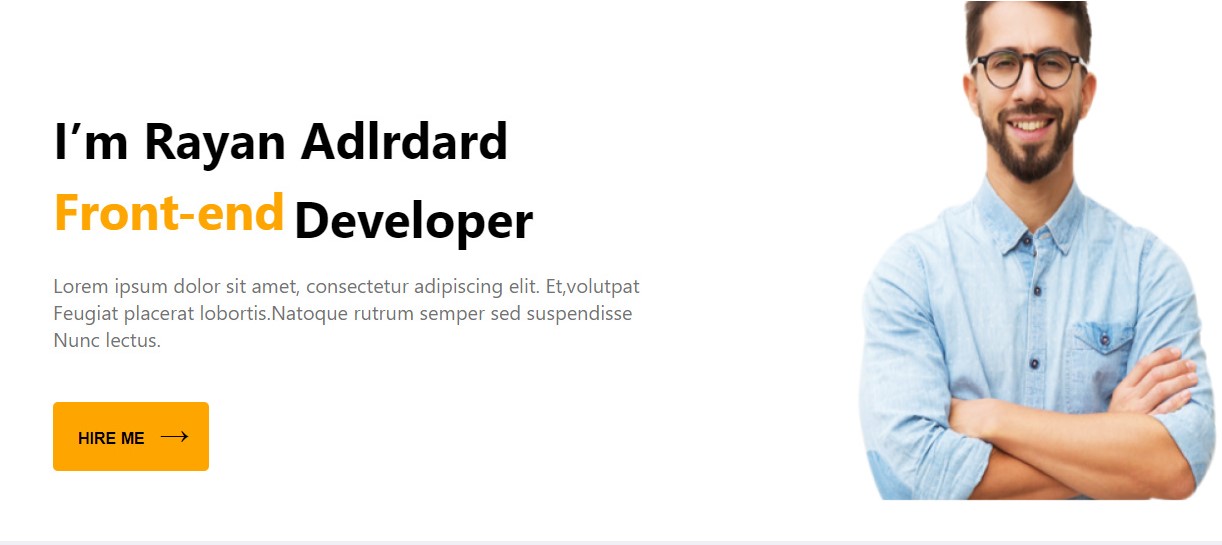 I’m Rayan Adlrdard
Front-end Developer
Lorem ipsum dolor sit amet, consectetur adipiscing elit. Et,volutpat
Feugiat placerat lobortis.Natoque rutrum semper sed suspendisse
Nunc lectus.
HIRE ME